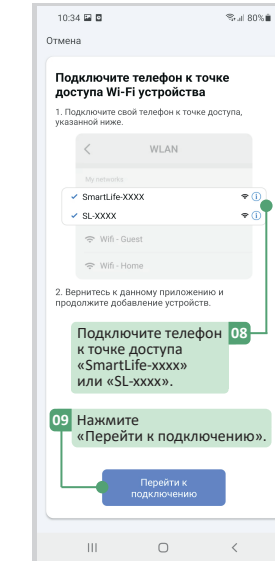 10:34 80%
Отмена
Подключите телефон к точке
доступа Wi-Fi устройства
1. Подключите свой телефон к точке доступа,
указанной ниже.
WLAN
My networks
SmartLife-XXXX
SL-XXXX
Wifi - Guest
Wifi - Home
2. Вернитесь к данному приложению и
продолжите добавление устройств.
Подключите телефон 08
к точке доступа
«SmartLife-xxxx»
или «SL-xxxx».
09 Нажмите
«Перейти к подключению».
Перейти к
подключению